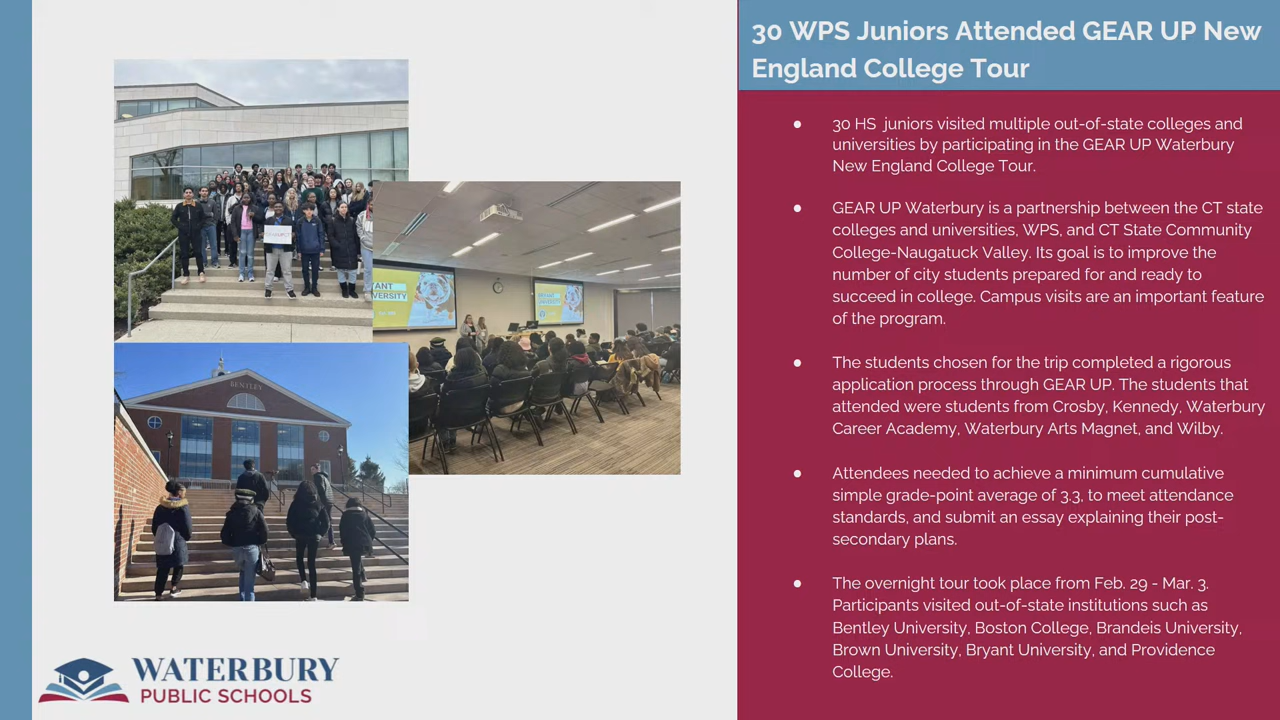 30 WPS Juniors Attended GEAR UP New
England College Tour
● 30 HS juniors visited multiple out-of-state colleges and
universities by participating in the GEAR UP Waterbury
New England College Tour.
● GEAR UP Waterbury is a partnership between the CT state
colleges and universities, WPS, and CT State Community
College-Naugatuck Valley. Its goal is to improve the
number of city students prepared for and ready to
succeed in college. Campus visits are an important feature
of the program.
● The students chosen for the trip completed a rigorous
application process through GEAR UP. The students that
attended were students from Crosby, Kennedy, Waterbury
Career Academy, Waterbury Arts Magnet, and Wilby.
● Attendees needed to achieve a minimum cumulative
simple grade-point average of 3.3, to meet attendance
standards, and submit an essay explaining their post-
secondary plans.
● The overnight tour took place from Feb. 29 - Mar. 3.
Participants visited out-of-state institutions such as
Bentley University, Boston College, Brandeis University,
Brown University, Bryant University, and Providence
College.
BENTLEY
WATERBURY
PUBLIC SCHOOLS